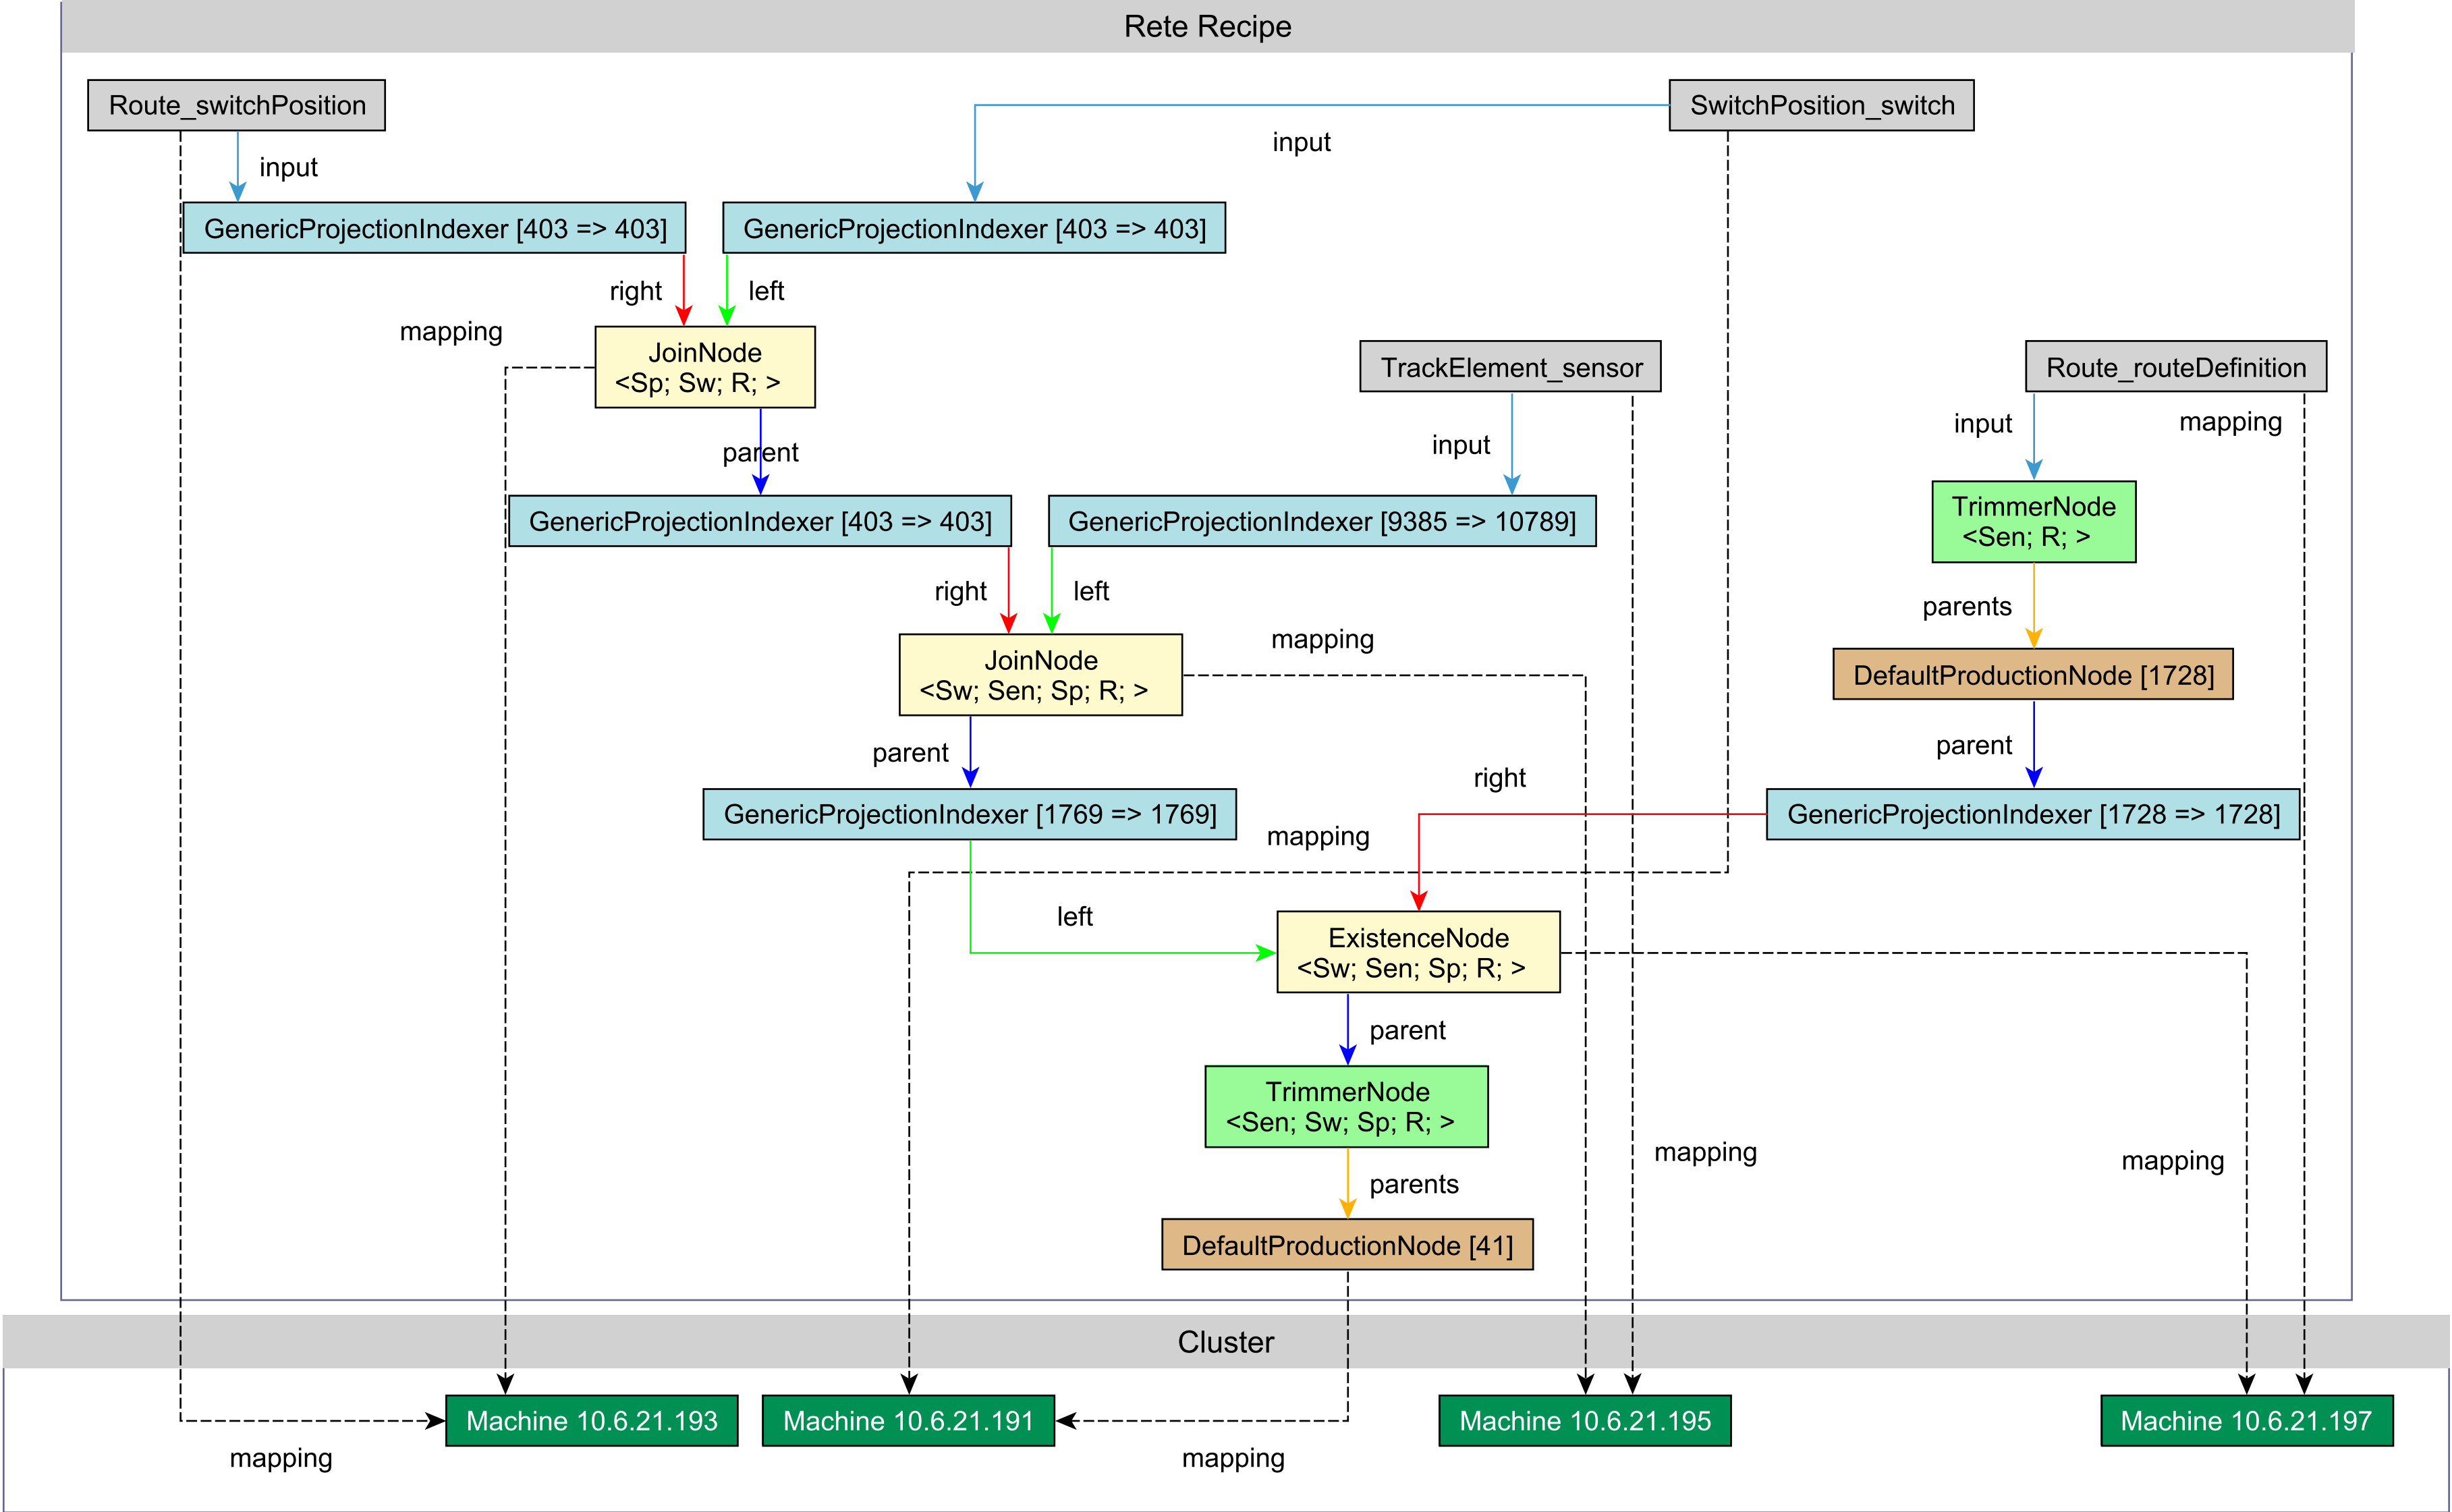 Rete Recipe
Route_switchPosition
SwitchPosition_switch
input
input
GenericProjectionIndexer [403 => 403]
GenericProjectionIndexer [403 => 403]
right
left
mapping
JoinNode
<Sp; Sw; R; >
TrackElement_sensor
Route_routeDefinition
input
mapping
parent
input
TrimmerNode
<Sen; R; >
GenericProjectionIndexer [403 => 403]
GenericProjectionIndexer [9385 => 10789]
right
left
parents
mapping
JoinNode
<Sw; Sen; Sp; R; >
DefaultProductionNode [1728]
parent
parent
right
GenericProjectionIndexer [1769 => 1769]
mapping
GenericProjectionIndexer [1728 => 1728]
left
ExistenceNode
<Sw; Sen; Sp; R; >
parent
TrimmerNode
<Sen; Sw; Sp; R; >
mapping
mapping
parents
DefaultProductionNode [41]
Cluster
Machine 10.6.21.193
Machine 10.6.21.191
Machine 10.6.21.195
Machine 10.6.21.197
mapping
mapping